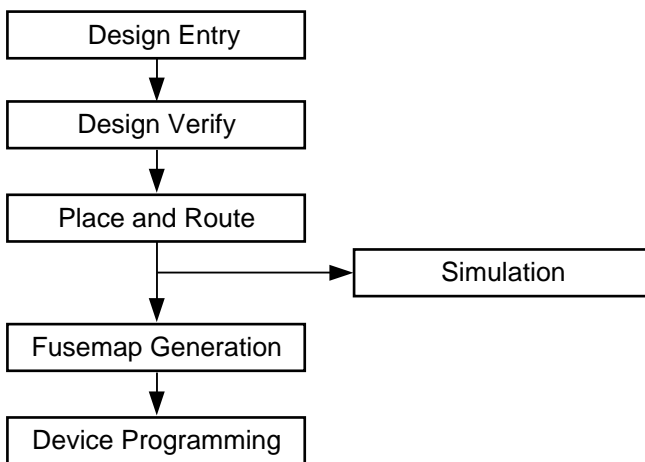 Design Entry
Design Verify
Place and Route
Simulation
Fusemap Generation
Device Programming